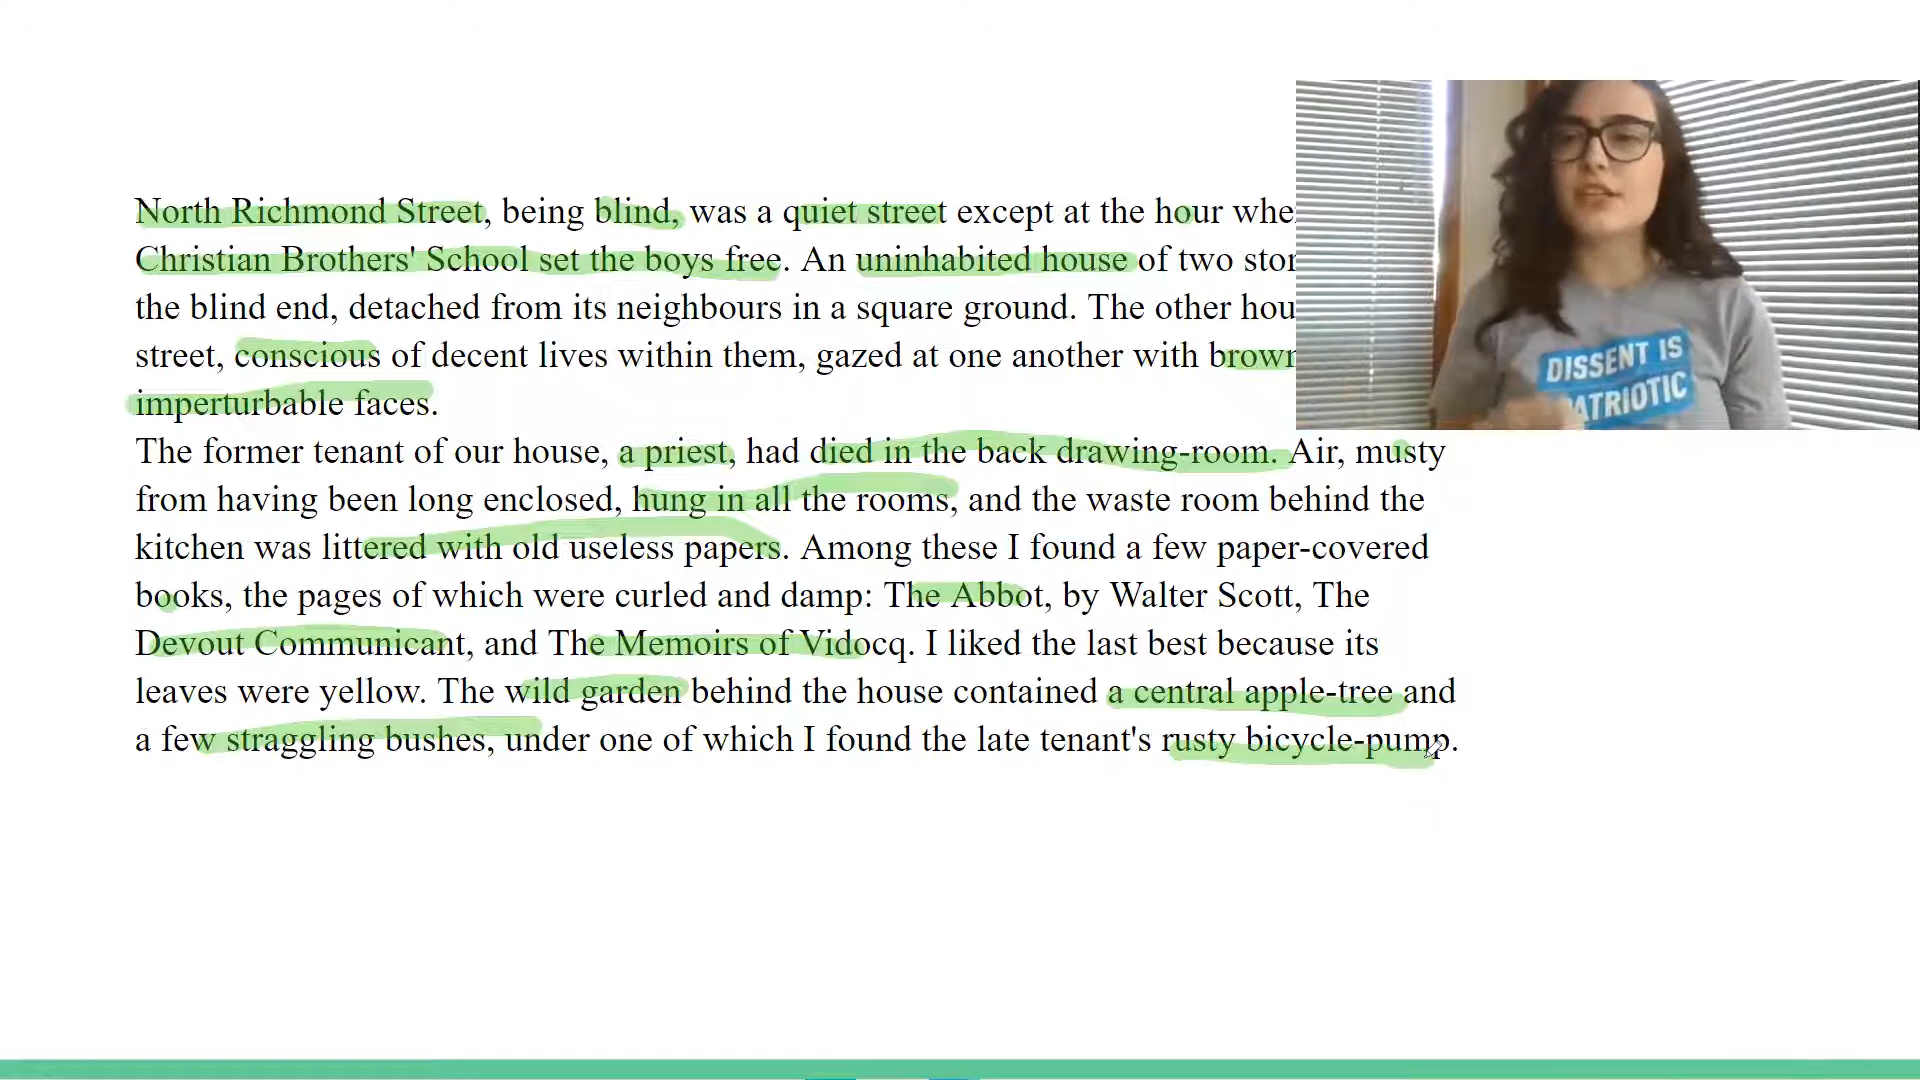 North Richmond Street, being blind, was a quiet street except at the hour
Christian Brothers' School set the boys free. An uninhabited house of two
the blind end, detached from its neighbours in a square ground. The other
street, conscious of decent lives within them, gazed at one another with brown
imperturbable faces.
The former tenant of our house, a priest, had died in the back drawing-room. Air, musty
from having been long enclosed, hung in all the rooms, and the waste room behind the
kitchen was littered with old useless papers. Among these I found a few paper-covered
books, the pages of which were curled and damp: The Abbot, by Walter Scott, The
Devout Communicant, and The Memoirs of Vidocq. I liked the last best because its
leaves were yellow. The wild garden behind the house contained a central apple-tree and
a few straggling bushes, under one of which I found the late tenant's rusty bicycle-pump.
DISSENT IS
PATRIOTIC